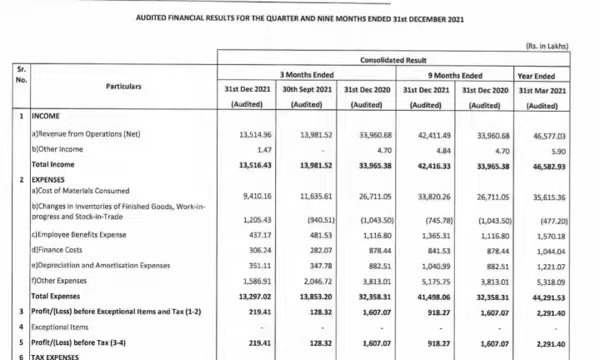 AUDITED FINANCIAL RESULTS FOR THE QUARTER AND NINE MONTHS ENDED 31st DECEMBER 2021
(Rs. in Lakhs)
Consolidated Result
Sr. No. Particulars 3 Months Ended 9 Months Ended Year Ended
31st Dec 2021 30th Sept 2021 31st Dec 2020 31st Dec 2021 31st Dec 2020 31st Mar 2021
(Audited) (Audited) (Audited) (Audited) (Audited) (Audited)
1 INCOME
a)Revenue from Operations (Net) 13,514.96 13,981.52 33,960.68 42,411.49 33,960.68 46,577.03
b)Other Income 1.47 - 4.70 4.84 4.70 5.90
Total Income 13,516.43 13,981.52 33,965.38 42,416.33 33,965.38 46,582.93
2 EXPENSES
a)Cost of Materials Consumed 9,410.16 11,635.61 26,711.05 33,820.26 26,711.05 35,615.36
b)Changes in Inventories of Finished Goods, Work-in-
progress and Stock-in-Trade 1,205.43 (940.51) (1,043.50) (745.78) (1,043.50) (477.20)
c)Employee Benefits Expense 437.17 481.53 1,116.80 1,365.31 1,116.80 1,570.18
d)Finance Costs 306.24 282.07 878.44 841.53 878.44 1,044.04
e)Depreciation and Amortisation Expenses 351.11 347.78 882.51 1,040.99 882.51 1,221.07
f)Other Expenses 1,586.91 2,046.72 3,813.01 5,175.75 3,813.01 5,318.09
Total Expenses 13,297.02 13,853.20 32,358.31 41,498.06 32,358.31 44,291.53
3 Profit/(Loss) before Exceptional Items and Tax (1-2) 219.41 128.32 1,607.07 918.27 1,607.07 2,291.40
4 Exceptional Items - - - - - -
5 Profit/(Loss) before Tax (3-4) 219.41 128.32 1,607.07 918.27 1,607.07 2,291.40
6 TAX EXPENSES